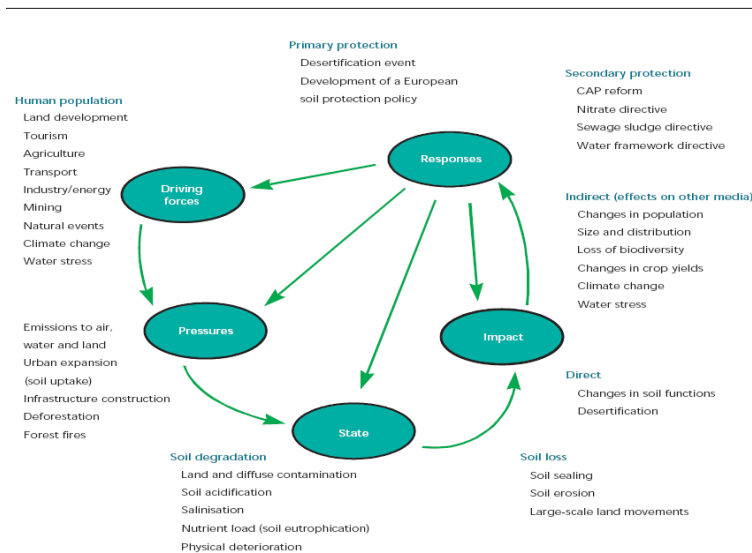 Primary protection
Desertification event
Development of a European
soil protection policy
Secondary protection
CAP reform
Nitrate directive
Sewage sludge directive
Water framework directive
Human population
Land development
Tourism
Agriculture
Transport
Industry/energy
Mining
Natural events
Climate change
Water stress
Driving
forces
Responses
Indirect (effects on other media)
Changes in population
Size and distribution
Loss of biodiversity
Changes in crop yields
Climate change
Water stress
Emissions to air,
water and land
Urban expansion
(soil uptake)
Infrastructure construction
Deforestation
Forest fires
Pressures
Impact
Direct
Changes in soil functions
Desertification
State
Soil degradation
Land and diffuse contamination
Soil acidification
Salinisation
Nutrient load (soil eutrophication)
Physical deterioration
Soil loss
Soil sealing
Soil erosion
Large-scale land movements